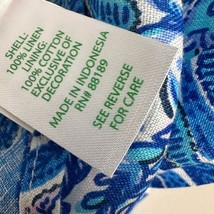 SHELL:
100% LINEN
LINING:
100% COTTON
EXCLUSIVE OF
DECORATION
MADE IN INDONESIA
RN# 88189
SEE REVERSE
FOR CARE